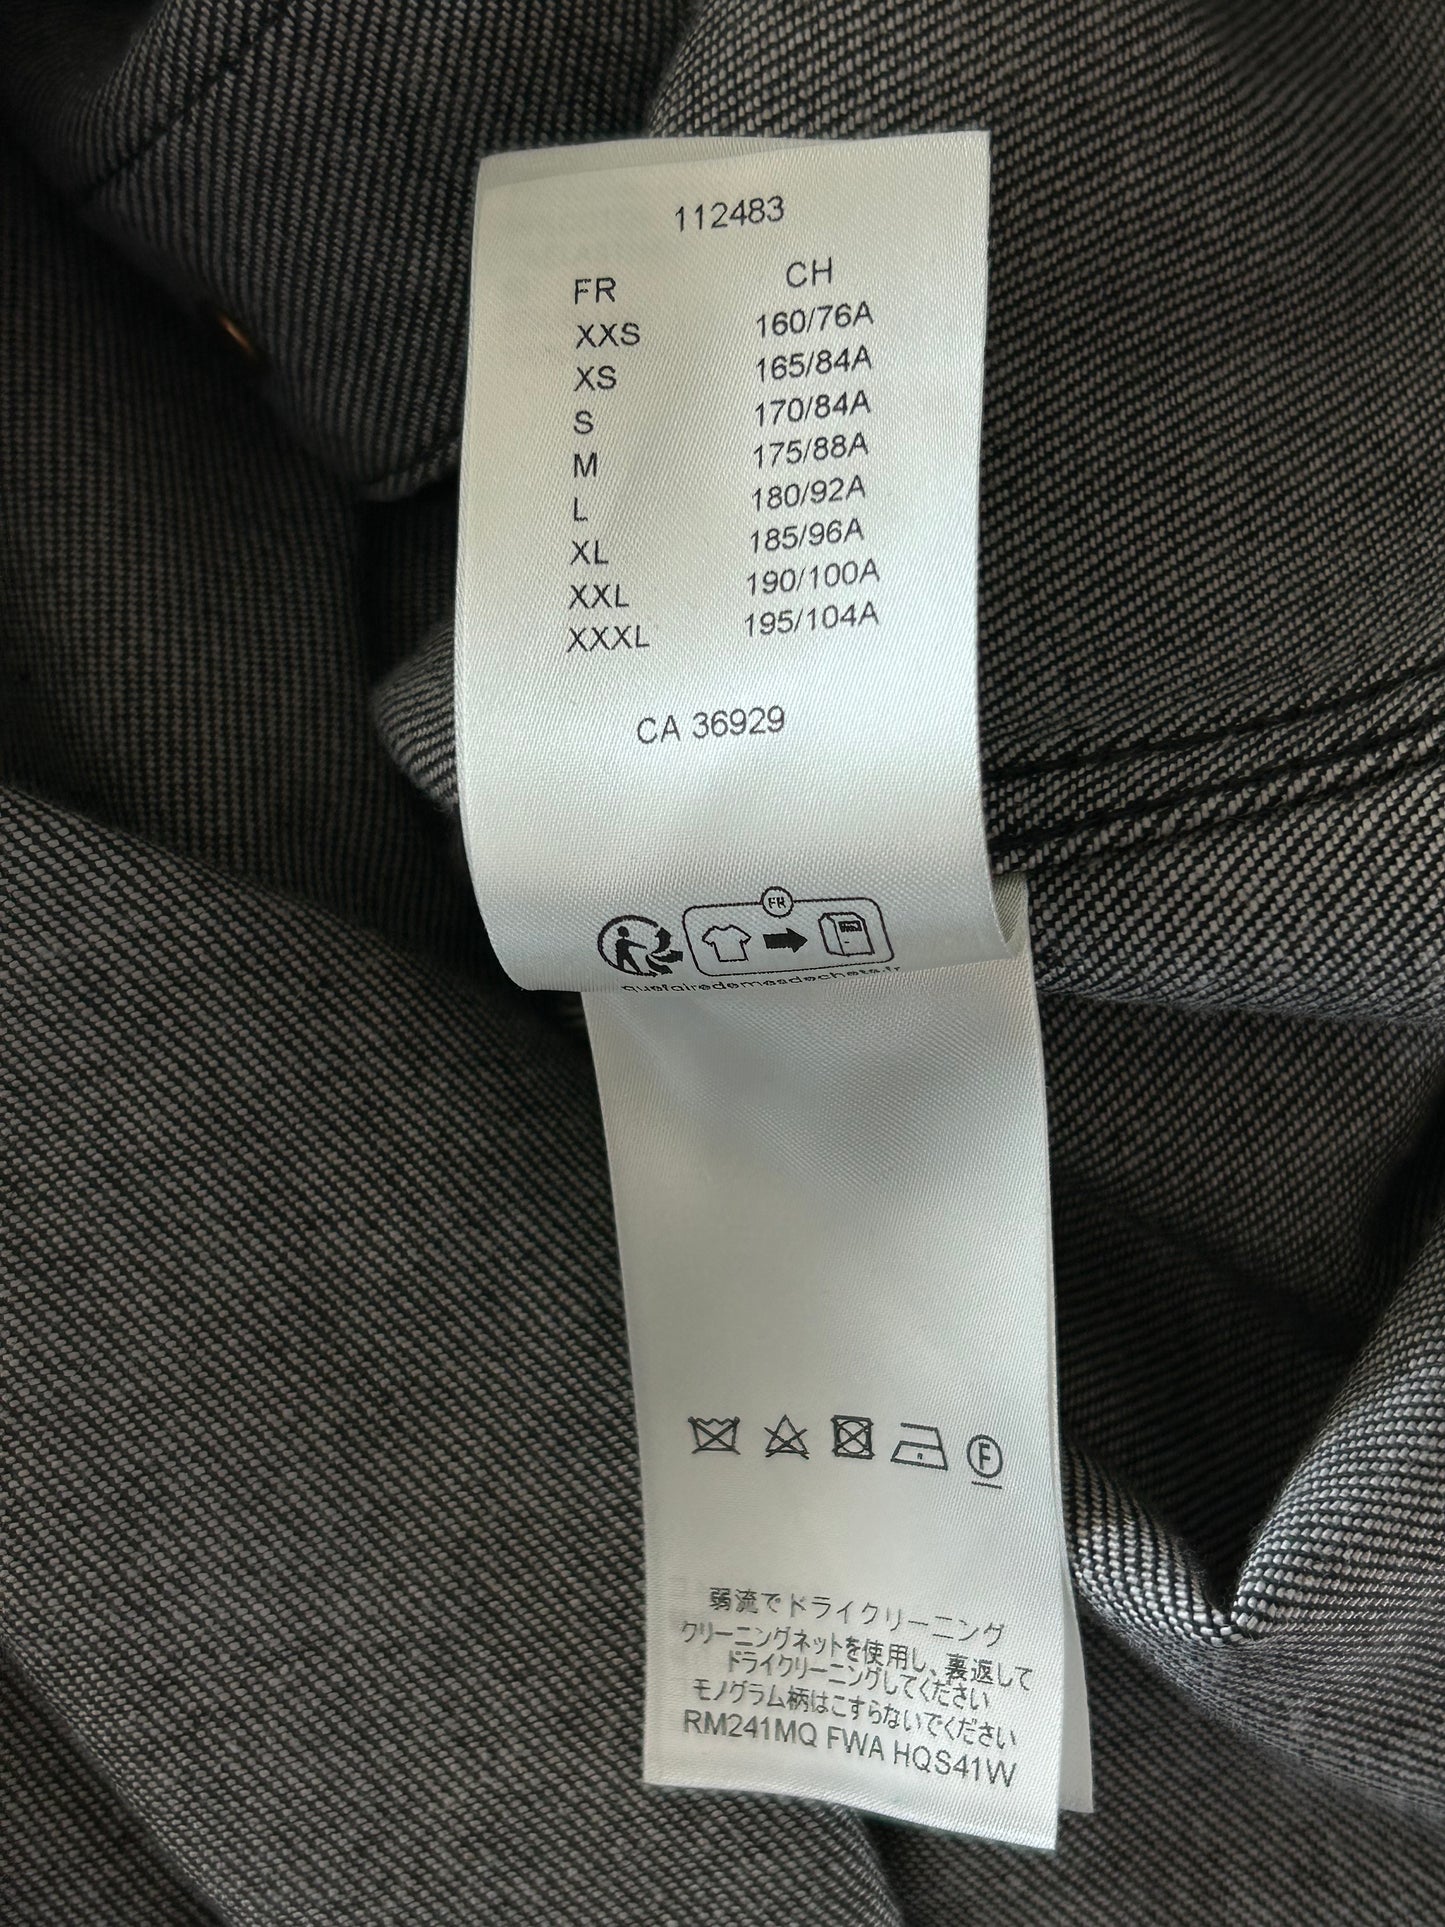 112483
FR CH
XXS 160/76A
XS 165/84A
S 170/84A
M 175/88A
L 180/92A
XL 185/96A
XXL 190/100A
XXXL 195/104A
CA 36929
FR
quefairedemesdechets.fr
F
弱流でドライクリーニング
クリーニングネットを使用し、裏返して
ドライクリーニングしてください
モノグラム柄はこすらないでください
RM241MQ FWA HQS41W